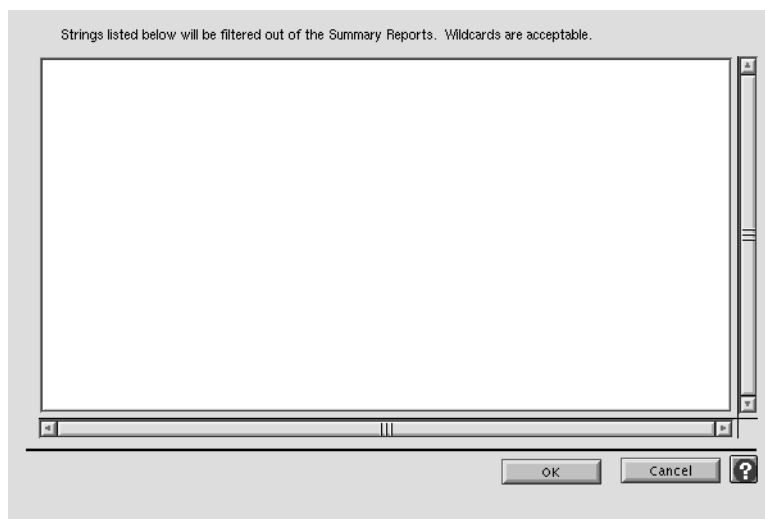 Strings listed below will be filtered out of the Summary Reports.  Wildcards are acceptable.
OK
Cancel
?